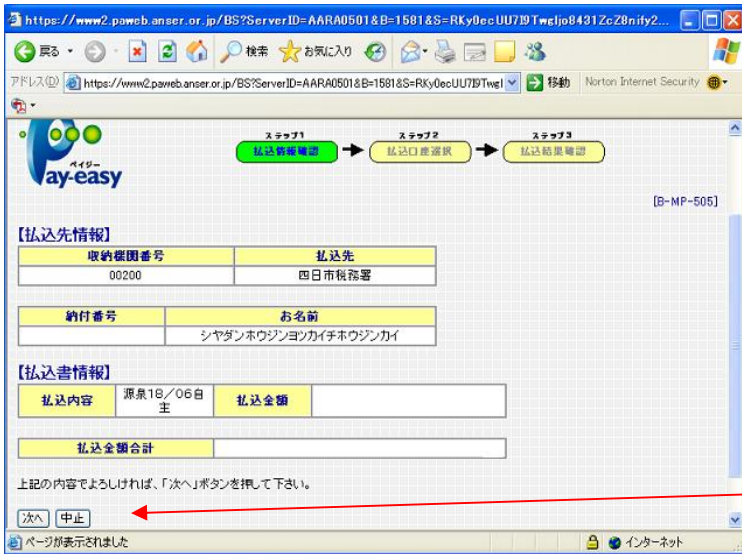 https://www2.paweb.anser.or.jp/BS?ServerID=AARA0501&B=1581&S=RKy0ecUU7I9Twgljo8431ZcZ8nify2...
戻る 検索 お気に入り
アドレス(D) https://www2.paweb.anser.or.jp/BS?ServerID=AARA0501&B=1581&S=RKy0ecUU7I9Twgl 移動 Norton Internet Security
ペイジー
Pay-easy
ステップ1 ステップ2 ステップ3
払込情報確認 払込口座選択 払込結果確認
[B-MP-505]
【払込先情報】
収納機関番号 払込先
00200 四日市税務署
納付番号 お名前
シヤダンホウジンヨツカイチホウジンカイ
【払込書情報】
払込内容 源泉18/06自主 払込金額
払込金額合計
上記の内容でよろしければ、「次へ」ボタンを押して下さい。
次へ 中止
ページが表示されました インターネット